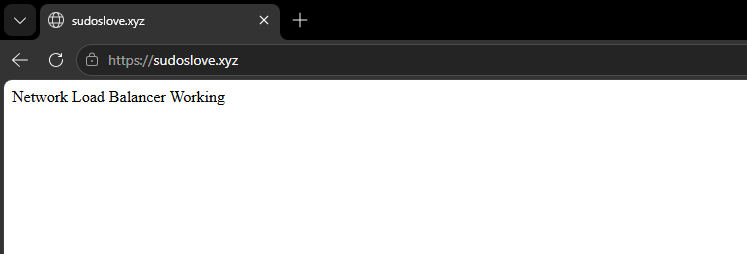 sudoslove.xyz
https://sudoslove.xyz
Network Load Balancer Working